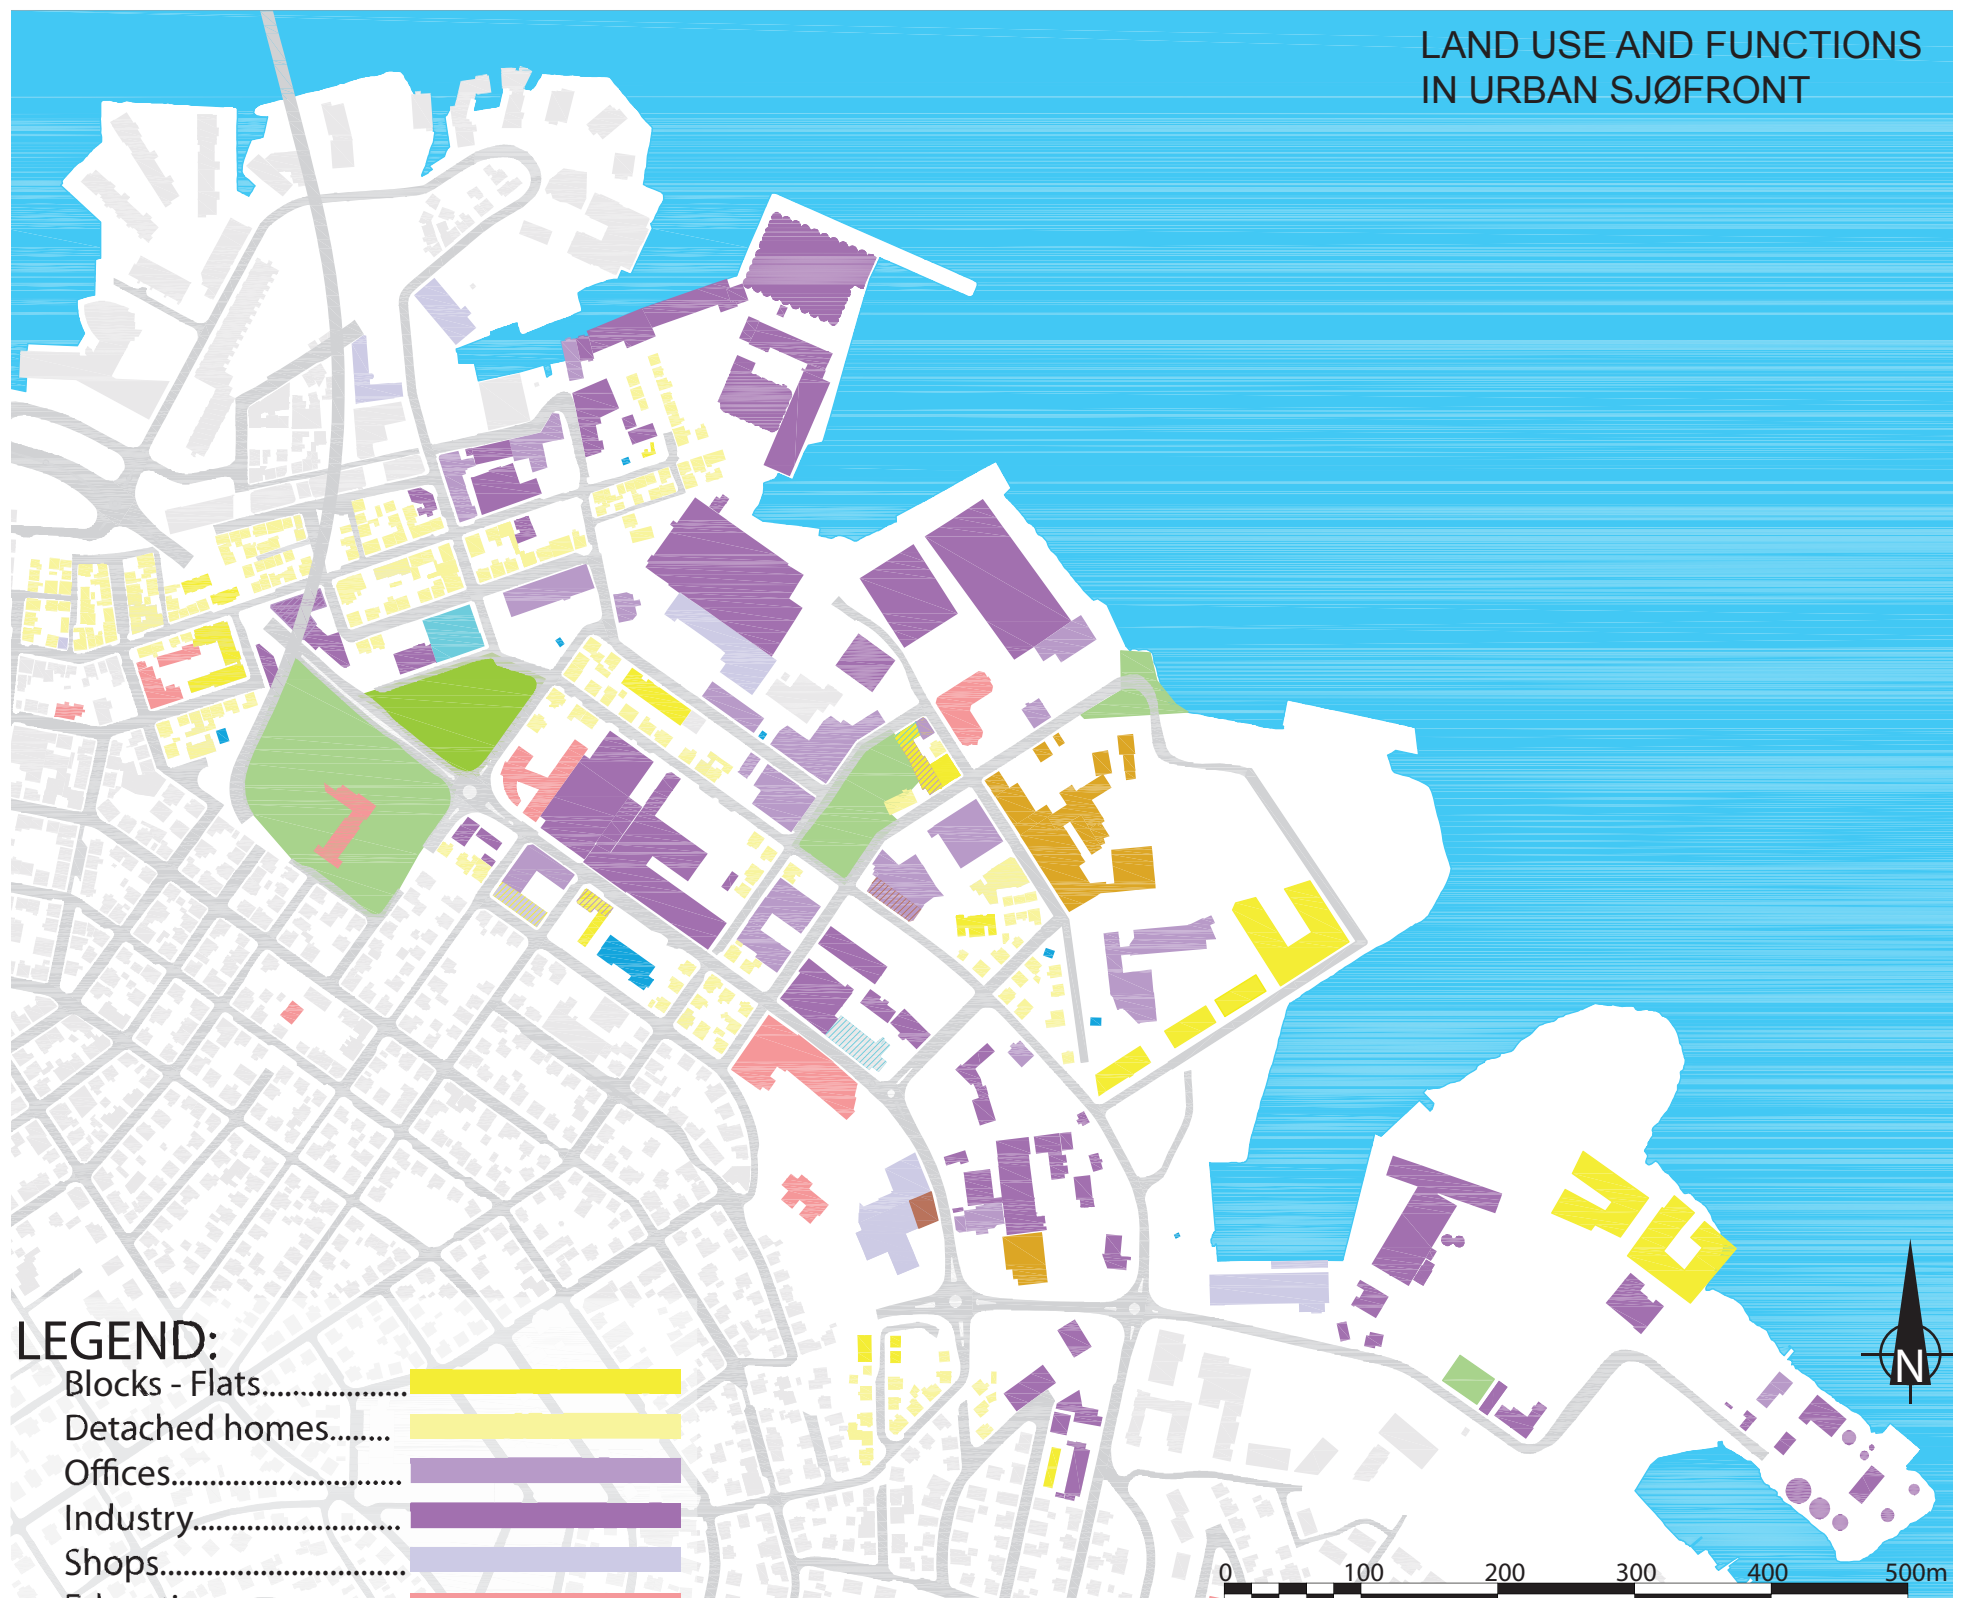 LAND USE AND FUNCTIONS
IN URBAN SJØFRONT
LEGEND:
Blocks - Flats...................
Detached homes........
Offices..............................
Industry...........................
Shops................................
N
0 100 200 300 400 500m